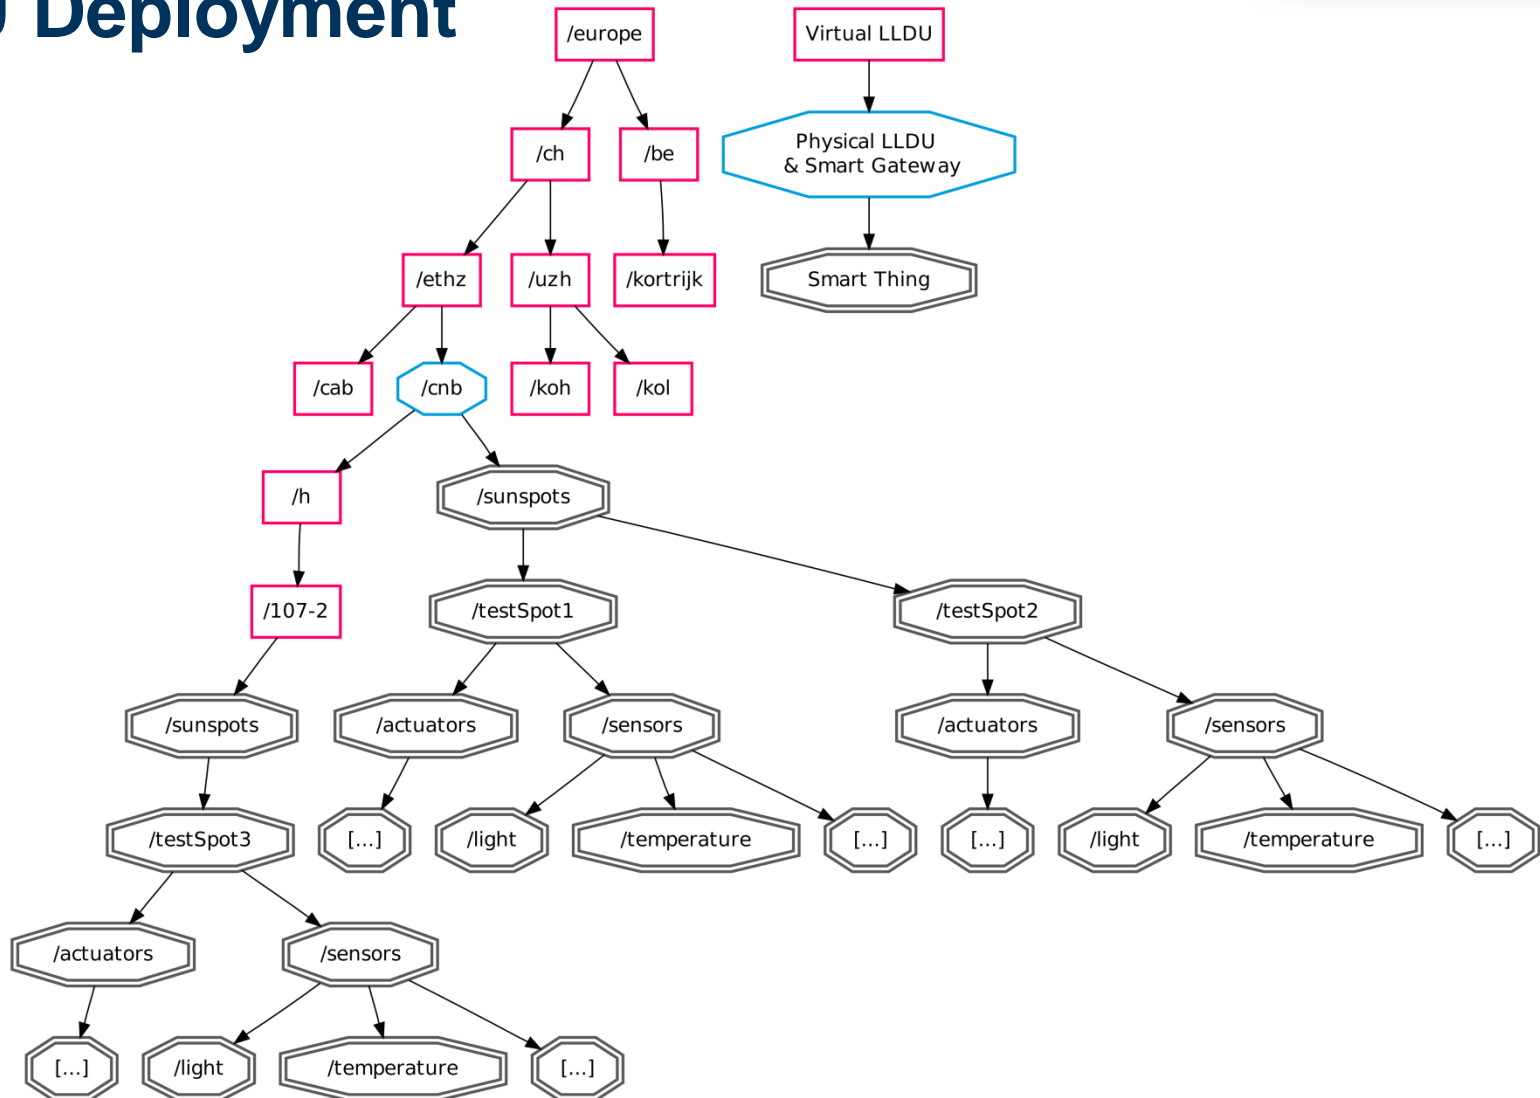 Deployment
/europe
Virtual LLDU
/ch
/be
Physical LLDU
& Smart Gateway
/ethz
/uzh
/kortrijk
Smart Thing
/cab
/cnb
/koh
/kol
/h
/sunspots
/107-2
/testSpot1
/testSpot2
/sunspots
/actuators
/sensors
/actuators
/sensors
/testSpot3
[...]
/light
/temperature
[...]
[...]
/light
/temperature
[...]
/actuators
/sensors
[...]
/light
/temperature
[...]